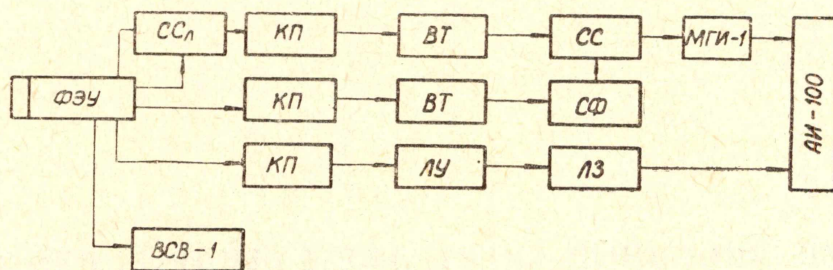 ССл КП ВТ СС МГИ-1
АИ-100
ФЭУ КП ВТ СФ
КП ЛУ ЛЗ
ВСВ-1